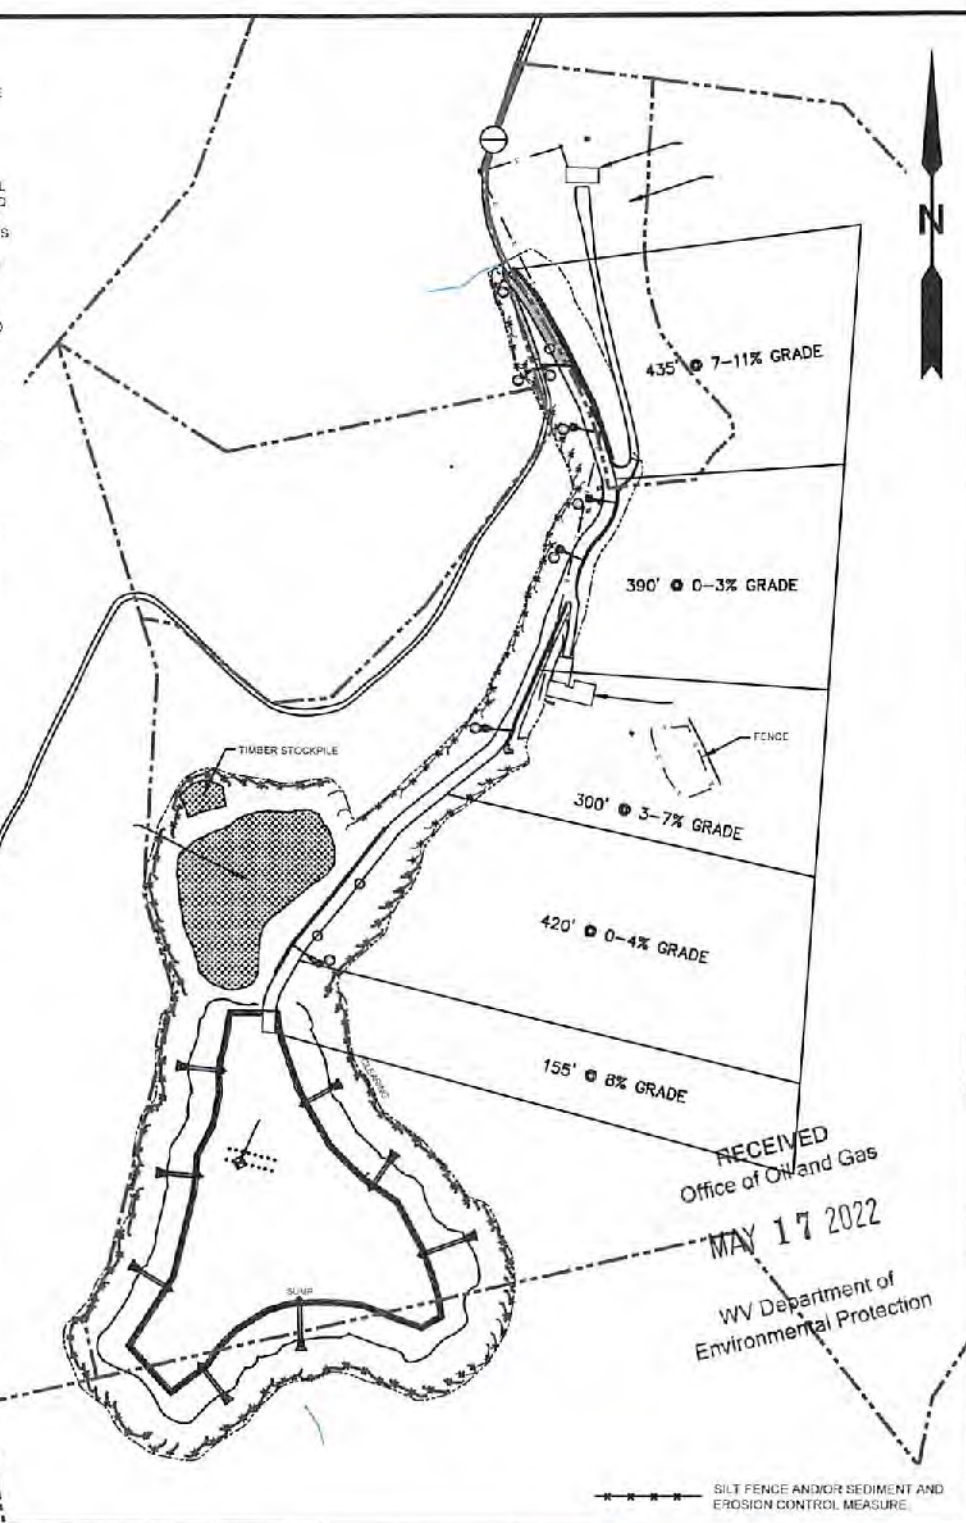 N
435' @ 7-11% GRADE
390' @ 0-3% GRADE
TIMBER STOCKPILE
FENCE
300' @ 3-7% GRADE
420' @ 0-4% GRADE
CLEARING
155' @ 8% GRADE
RECEIVED
Office of Oil and Gas
MAY 17 2022
SUMP
WV Department of
Environmental Protection
SILT FENCE AND/OR SEDIMENT AND
EROSION CONTROL MEASURE